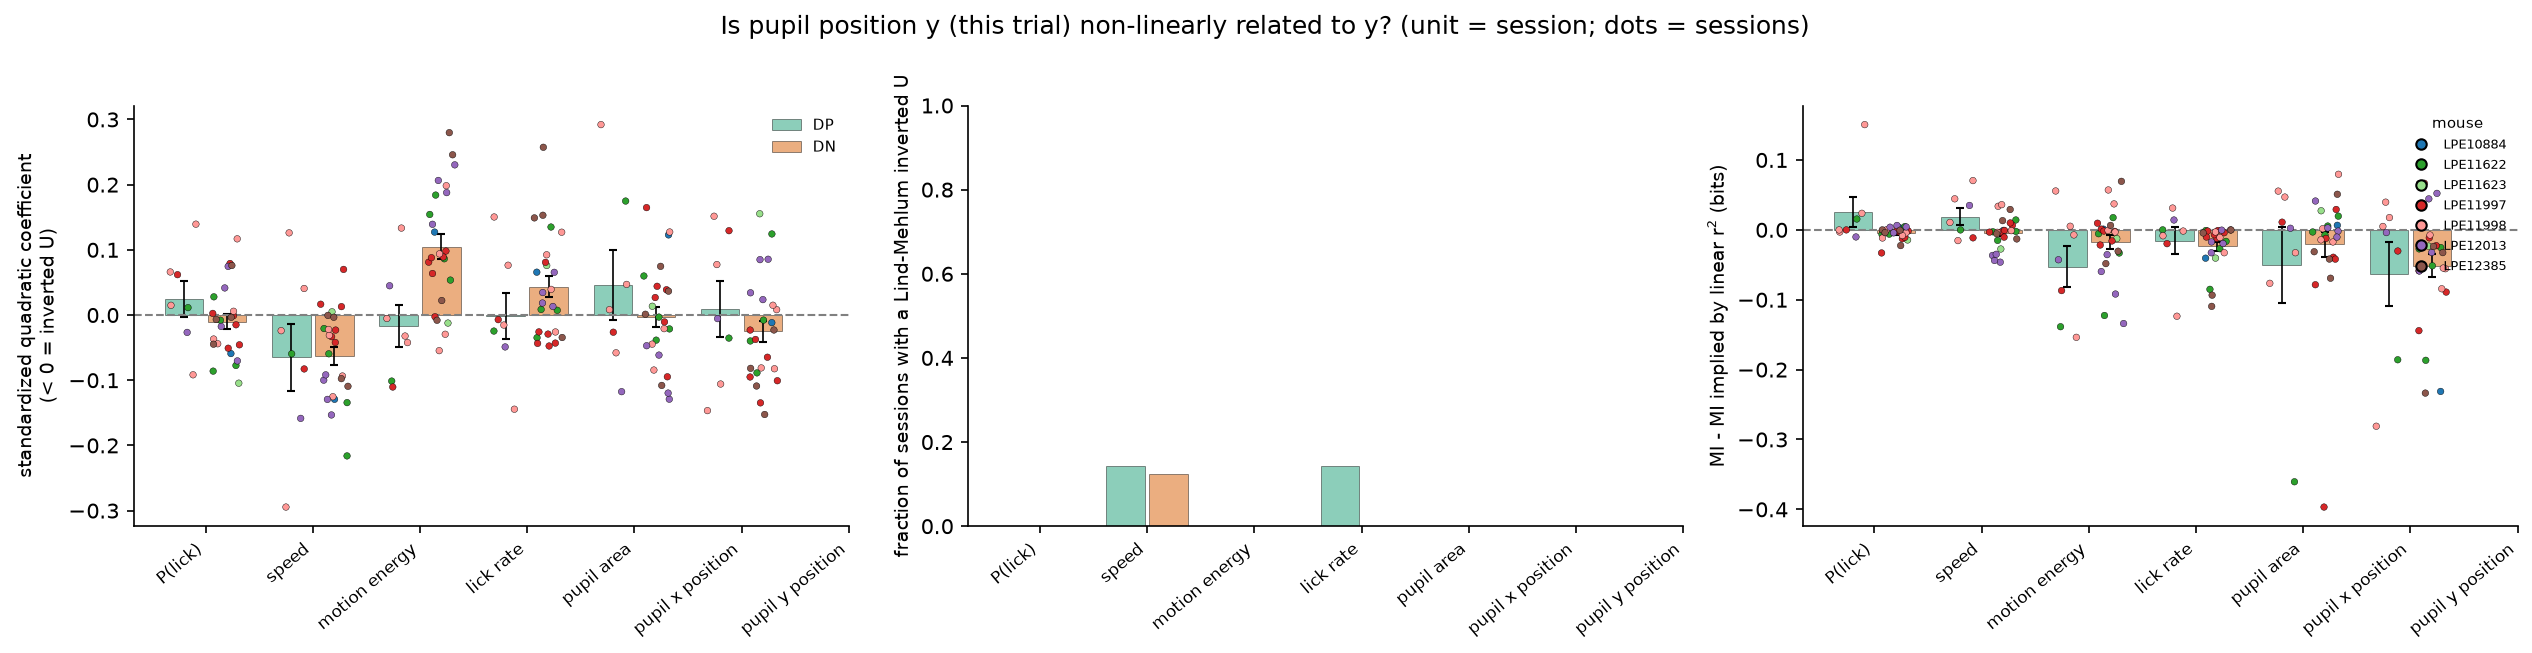 Is pupil position y (this trial) non-linearly related to y? (unit = session; dots = sessions)
standardized quadratic coefficient
(< 0 = inverted U)
0.3
0.2
0.1
0.0
−0.1
−0.2
−0.3
DP
DN
P(lick)
speed
motion energy
lick rate
pupil area
pupil x position
pupil y position
fraction of sessions with a Lind-Mehlum inverted U
1.0
0.8
0.6
0.4
0.2
0.0
P(lick)
speed
motion energy
lick rate
pupil area
pupil x position
pupil y position
MI - MI implied by linear r² (bits)
0.1
0.0
−0.1
−0.2
−0.3
−0.4
mouse
LPE10884
LPE11622
LPE11623
LPE11997
LPE11998
LPE12013
LPE12385
P(lick)
speed
motion energy
lick rate
pupil area
pupil x position
pupil y position